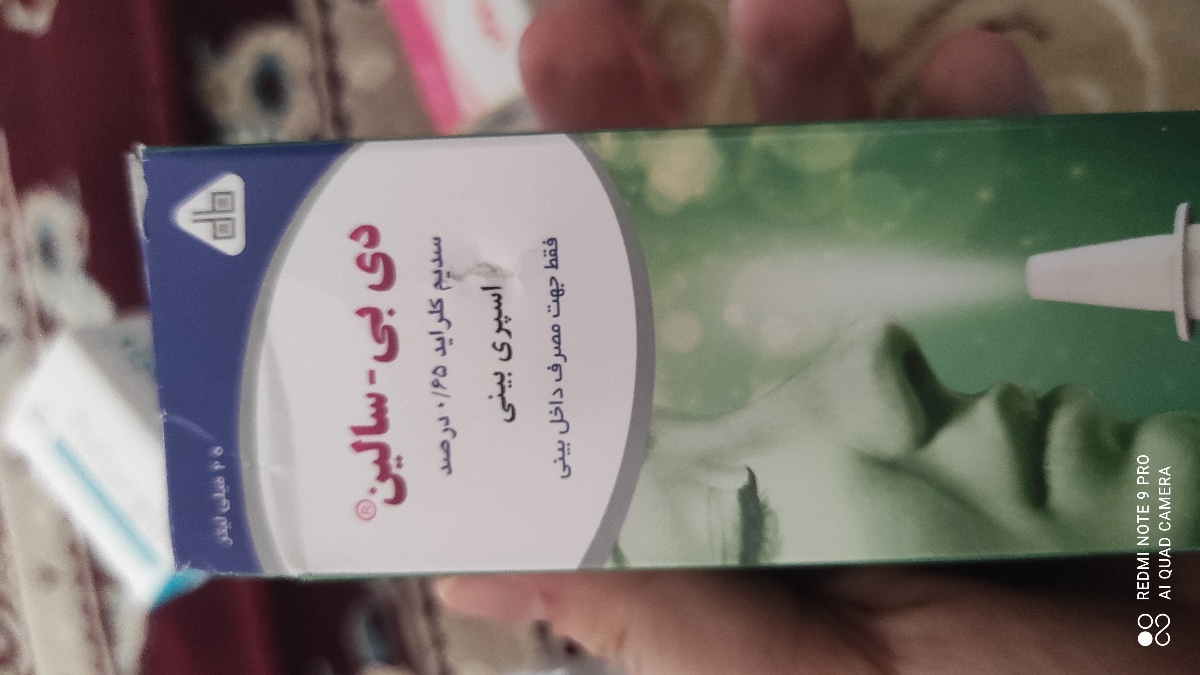 دی بی-سالین®
سدیم کلراید ۰/۶۵ درصد
اسپری بینی
فقط جهت مصرف داخل بینی
میلی لیتر
REDMI NOTE 9 PRO
AI QUAD CAMERA